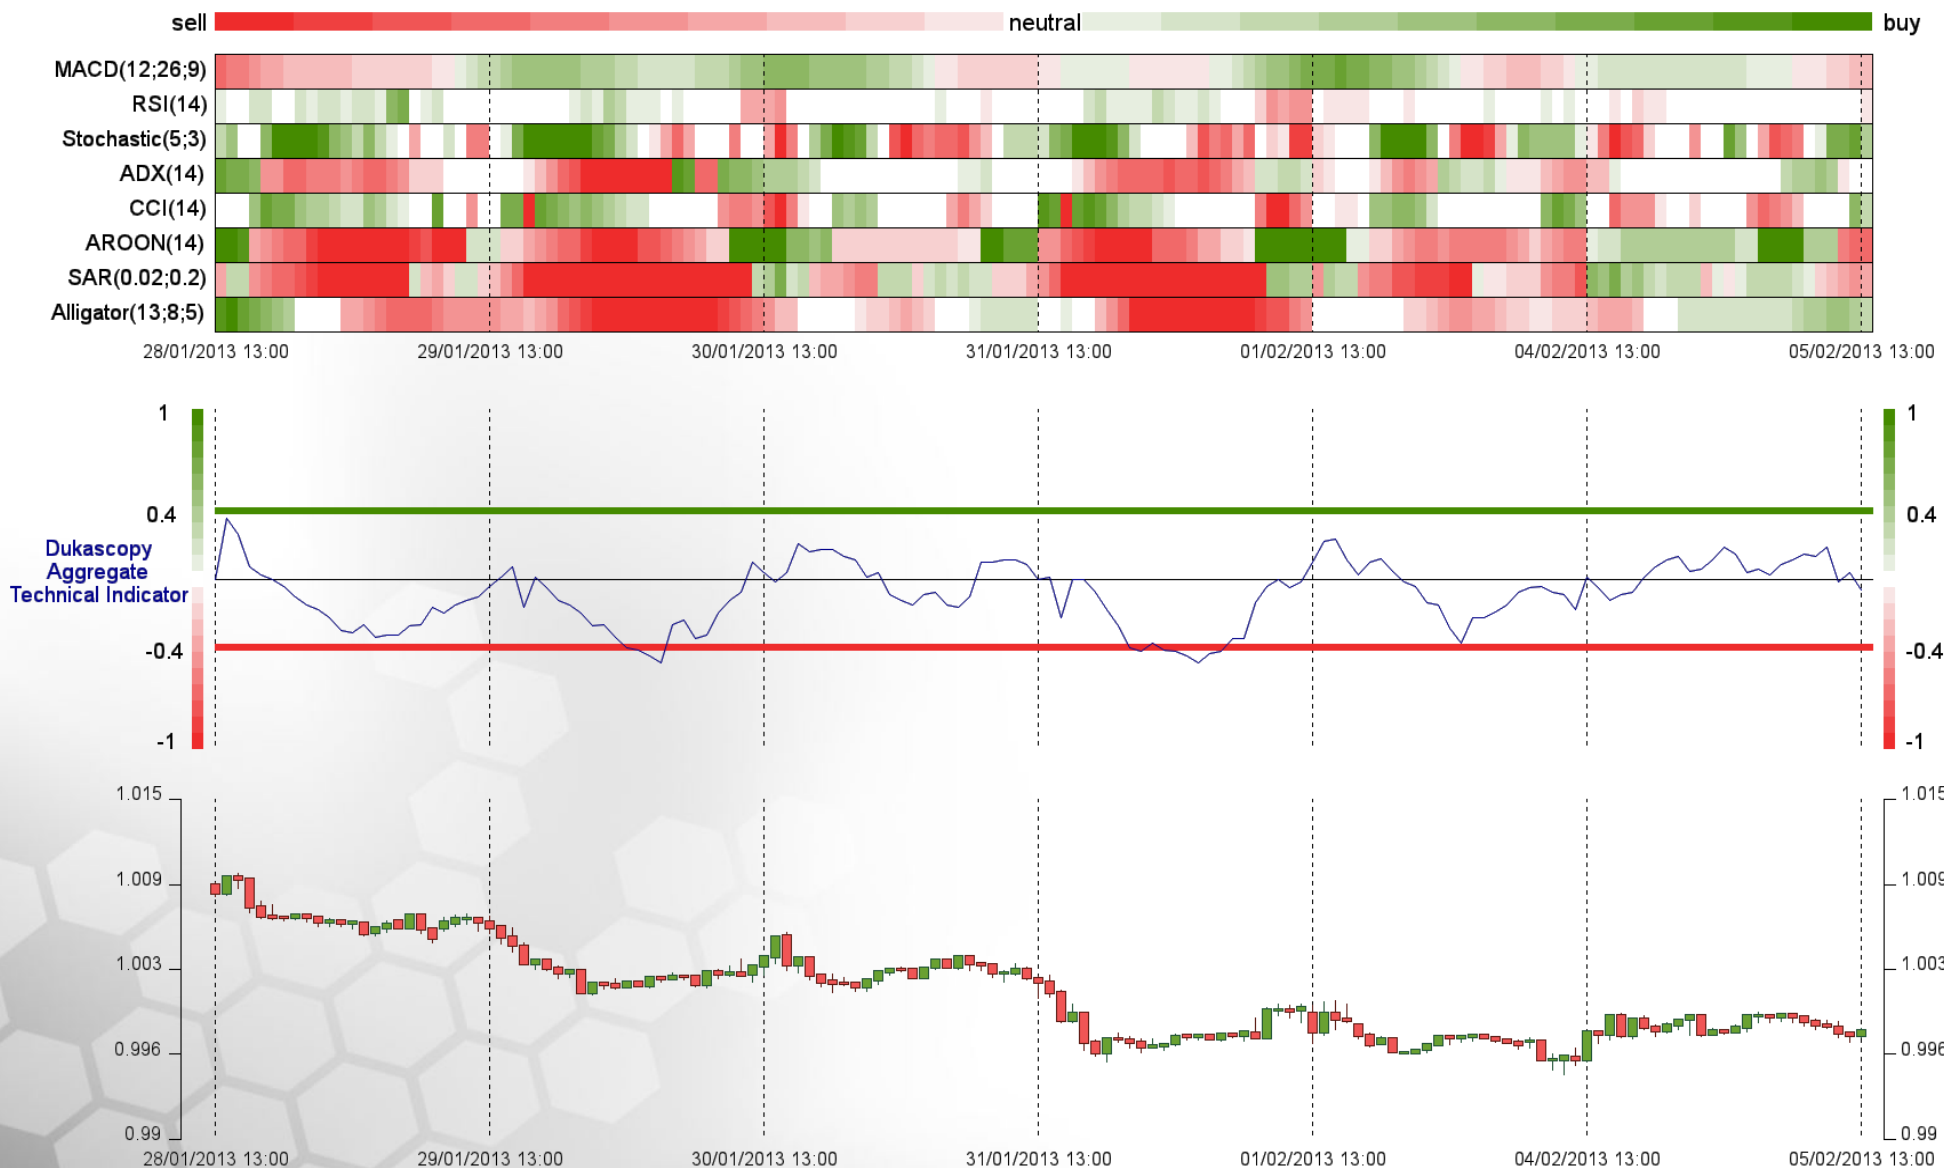 sell neutral buy
MACD(12;26;9)
RSI(14)
Stochastic(5;3)
ADX(14)
CCI(14)
AROON(14)
SAR(0.02;0.2)
Alligator(13;8;5)
28/01/2013 13:00 29/01/2013 13:00 30/01/2013 13:00 31/01/2013 13:00 01/02/2013 13:00 04/02/2013 13:00 05/02/2013 13:00
1 1
0.4 0.4
Dukascopy
Aggregate
Technical Indicator
-0.4 -0.4
-1 -1
1.015 1.015
1.009 1.009
1.003 1.003
0.996 0.996
0.99 0.99
28/01/2013 13:00 29/01/2013 13:00 30/01/2013 13:00 31/01/2013 13:00 01/02/2013 13:00 04/02/2013 13:00 05/02/2013 13:00